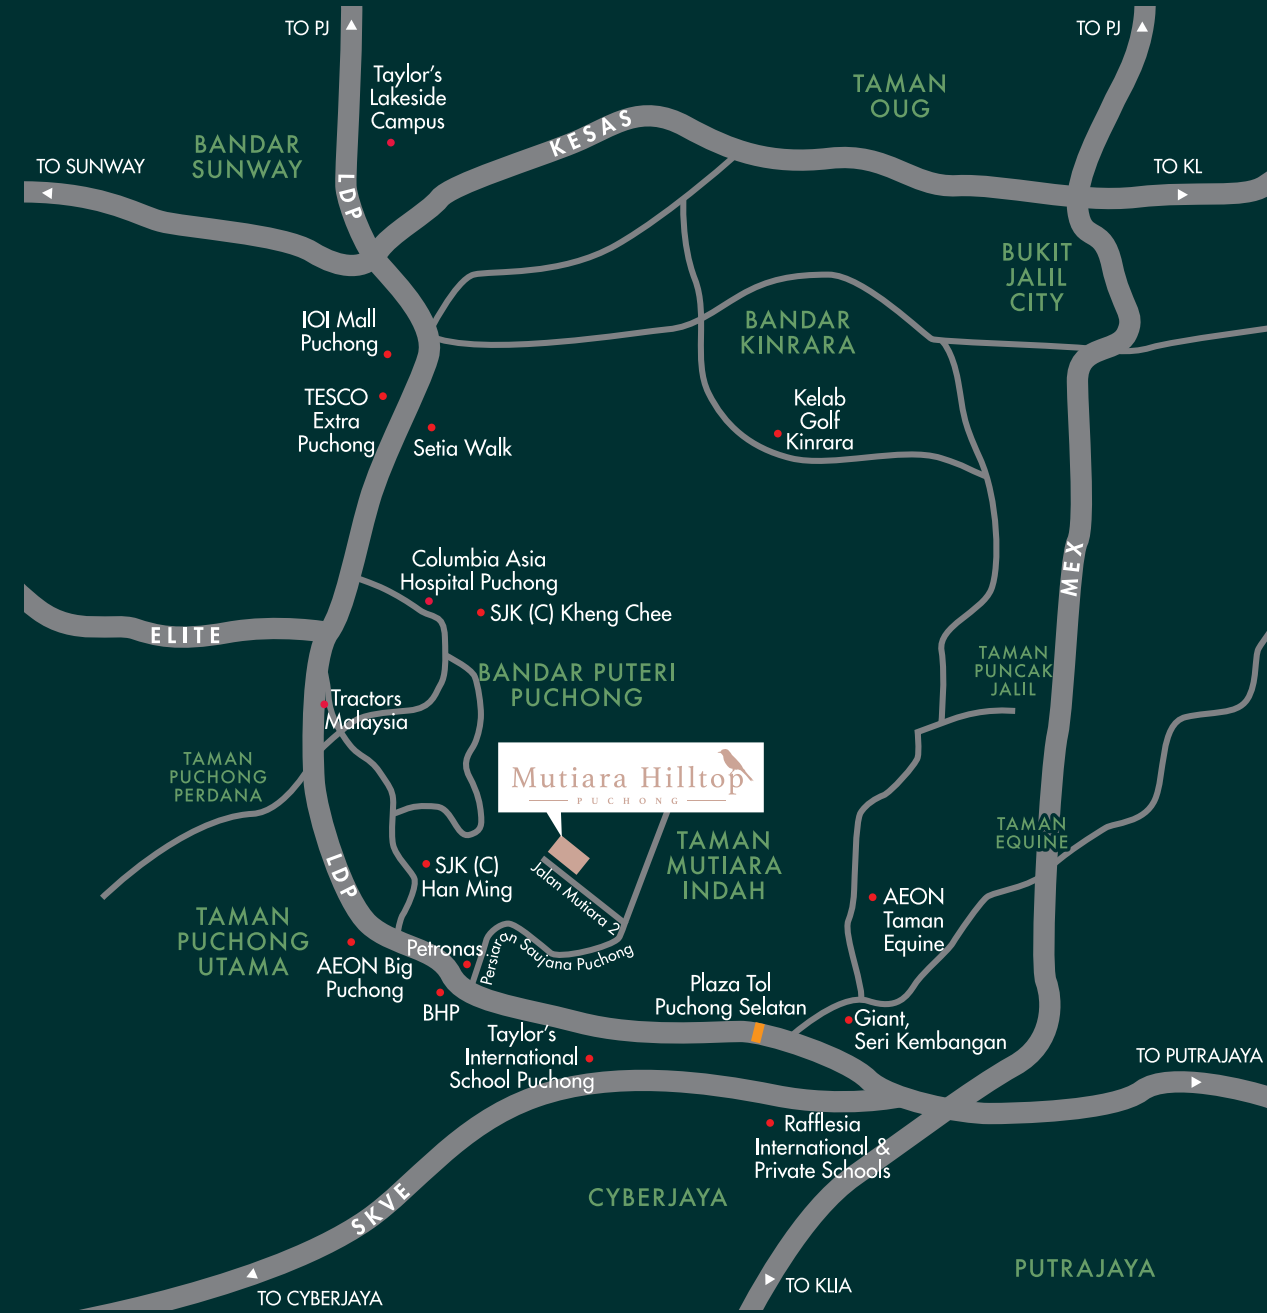 TO PJ
TO PJ
Taylor's
Lakeside
Campus
TAMAN
OUG
KESAS
BANDAR
SUNWAY
TO SUNWAY
TO KL
LDP
BUKIT
JALIL
CITY
IOI Mall
Puchong
BANDAR
KINRARA
TESCO
Extra
Puchong
Setia Walk
Kelab
Golf
Kinrara
Columbia Asia
Hospital Puchong
SJK (C) Kheng Chee
MEX
ELITE
BANDAR PUTERI
PUCHONG
TAMAN
PUNCAK
JALIL
Tractors
Malaysia
TAMAN
PUCHONG
PERDANA
Mutiara Hilltop
PUCHONG
TAMAN
MUTIARA
INDAH
TAMAN
EQUINE
LDP
SJK (C)
Han Ming
Jalan Mutiara 2
AEON
Taman
Equine
TAMAN
PUCHONG
UTAMA
AEON Big
Puchong
Petronas
Persiaran Saujana Puchong
BHP
Plaza Tol
Puchong Selatan
Giant,
Seri Kembangan
Taylor's
International
School Puchong
TO PUTRAJAYA
Rafflesia
International &
Private Schools
SKVE
CYBERJAYA
PUTRAJAYA
TO CYBERJAYA
TO KLIA